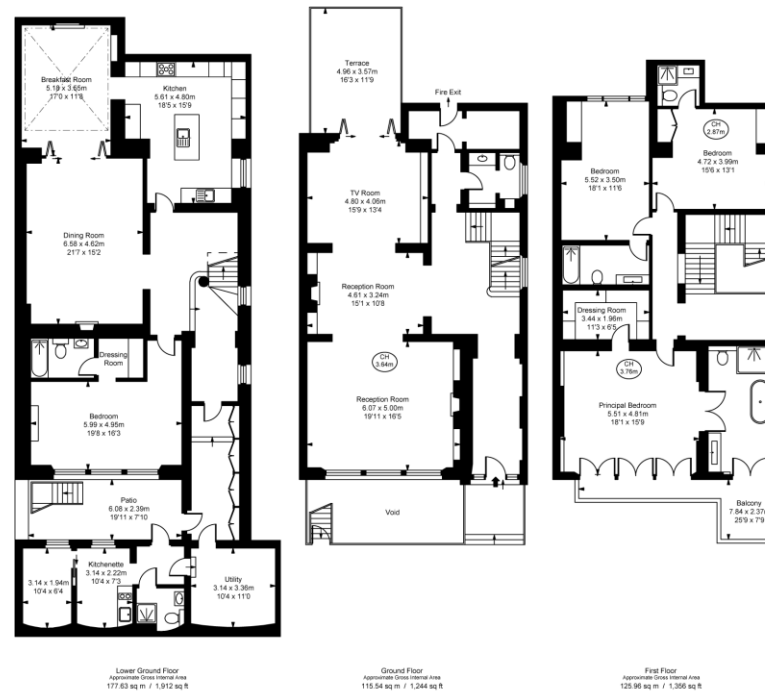 Breakfast Room
5.18 x 3.55m
17'0 x 11'8
Kitchen
5.61 x 4.80m
18'5 x 15'9
Dining Room
6.58 x 4.62m
21'7 x 15'2
Dressing
Room
Bedroom
5.99 x 4.95m
19'8 x 16'3
Patio
6.08 x 2.39m
19'11 x 7'10
3.14 x 1.94m
10'4 x 6'4
Kitchenette
3.14 x 2.22m
10'4 x 7'3
Utility
3.14 x 3.36m
10'4 x 11'0
Lower Ground Floor
Approximate Gross Internal Area
177.63 sq m / 1,912 sq ft
Terrace
4.96 x 3.57m
16'3 x 11'9
Fire Exit
TV Room
4.80 x 4.06m
15'9 x 13'4
Reception Room
4.61 x 3.24m
15'1 x 10'8
CH
3.64m
Reception Room
6.07 x 5.00m
19'11 x 16'5
Void
Ground Floor
Approximate Gross Internal Area
115.54 sq m / 1,244 sq ft
CH
2.87m
Bedroom
4.72 x 3.99m
15'6 x 13'1
Bedroom
5.52 x 3.50m
18'1 x 11'6
Dressing Room
3.44 x 1.96m
11'3 x 6'5
CH
3.76m
Principal Bedroom
5.51 x 4.81m
18'1 x 15'9
Balcony
7.84 x 2.37m
25'9 x 7'9
First Floor
Approximate Gross Internal Area
125.96 sq m / 1,356 sq ft